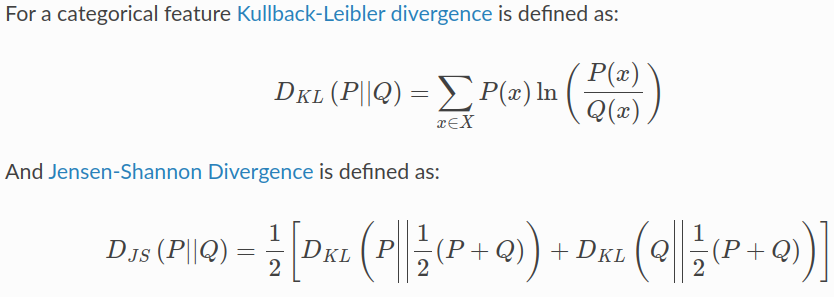 For a categorical feature Kullback-Leibler divergence is defined as:
$$D_{KL}(P||Q) = \sum_{x \in X} P(x) \ln\left(\frac{P(x)}{Q(x)}\right)$$
And Jensen-Shannon Divergence is defined as:
$$D_{JS}(P||Q) = \frac{1}{2}\left[D_{KL}\left(P\middle|\middle|\frac{1}{2}(P+Q)\right) + D_{KL}\left(Q\middle|\middle|\frac{1}{2}(P+Q)\right)\right]$$